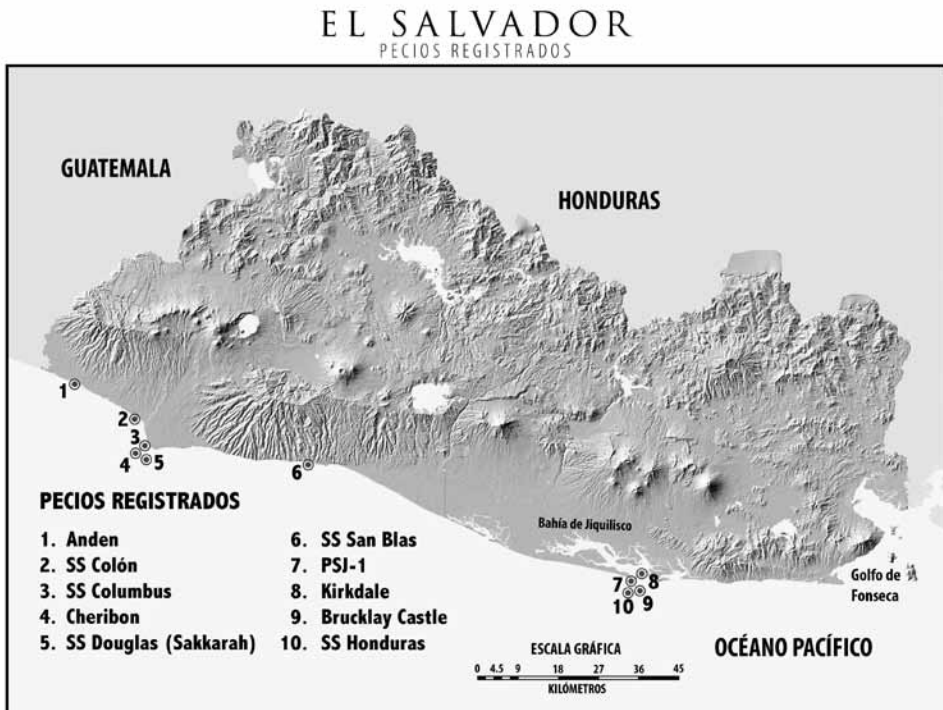 EL SALVADOR
PECIOS REGISTRADOS
GUATEMALA
HONDURAS
1
2
3
4
5
6
PECIOS REGISTRADOS
1. Anden
2. SS Colón
3. SS Columbus
4. Cheribon
5. SS Douglas (Sakkarah)
6. SS San Blas
7. PSJ-1
8. Kirkdale
9. Brucklay Castle
10. SS Honduras
Bahía de Jiquilisco
7
8
10
9
Golfo de
Fonseca
ESCALA GRÁFICA
0 4.5 9 18 27 36 45
KILÓMETROS
OCÉANO PACÍFICO